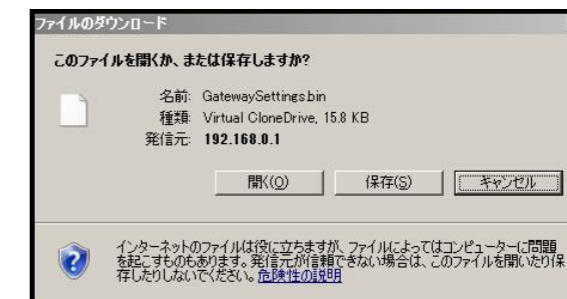 ファイルのダウンロード
このファイルを開くか、または保存しますか?
名前: GatewaySettings.bin
種類: Virtual CloneDrive, 15.8 KB
発信元: 192.168.0.1
開く(O) 保存(S) キャンセル
インターネットのファイルは役に立ちますが、ファイルによってはコンピューターに問題
を起こすものもあります。発信元が信頼できない場合は、このファイルを開いたり保
存したりしないでください。危険性の説明